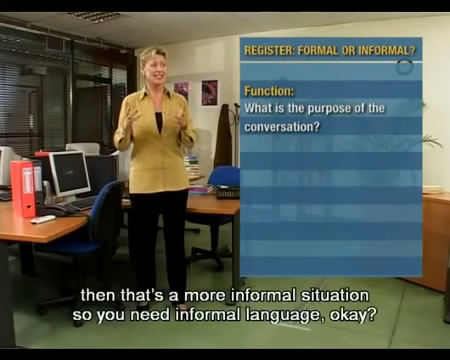 REGISTER: FORMAL OR INFORMAL?
Function:
What is the purpose of the
conversation?
then that's a more informal situation
so you need informal language, okay?